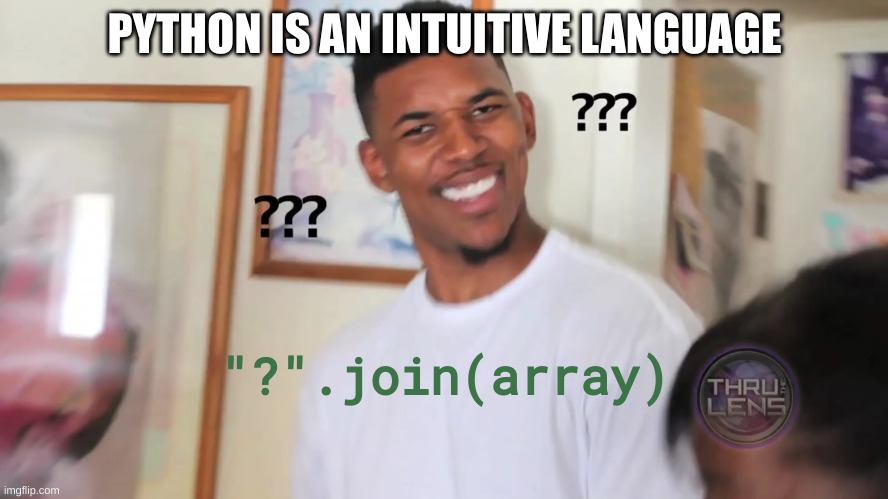 PYTHON IS AN INTUITIVE LANGUAGE
???
???
"?".join(array)
THRU
LENS
imgflip.com